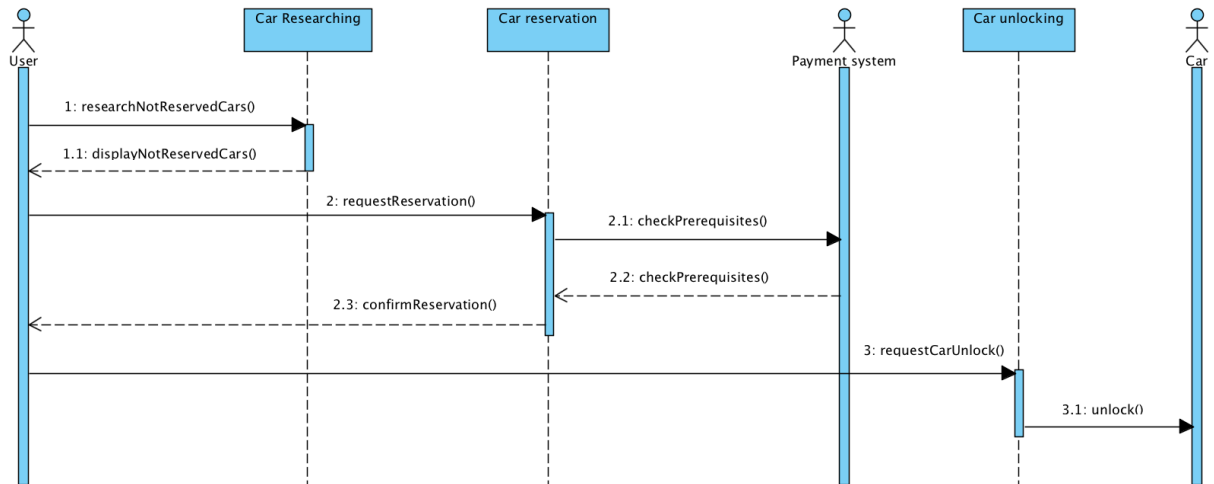 Car Researching
Car reservation
Car unlocking
User
Payment system
Car
1: researchNotReservedCars()
1.1: displayNotReservedCars()
2: requestReservation()
2.1: checkPrerequisites()
2.2: checkPrerequisites()
2.3: confirmReservation()
3: requestCarUnlock()
3.1: unlock()